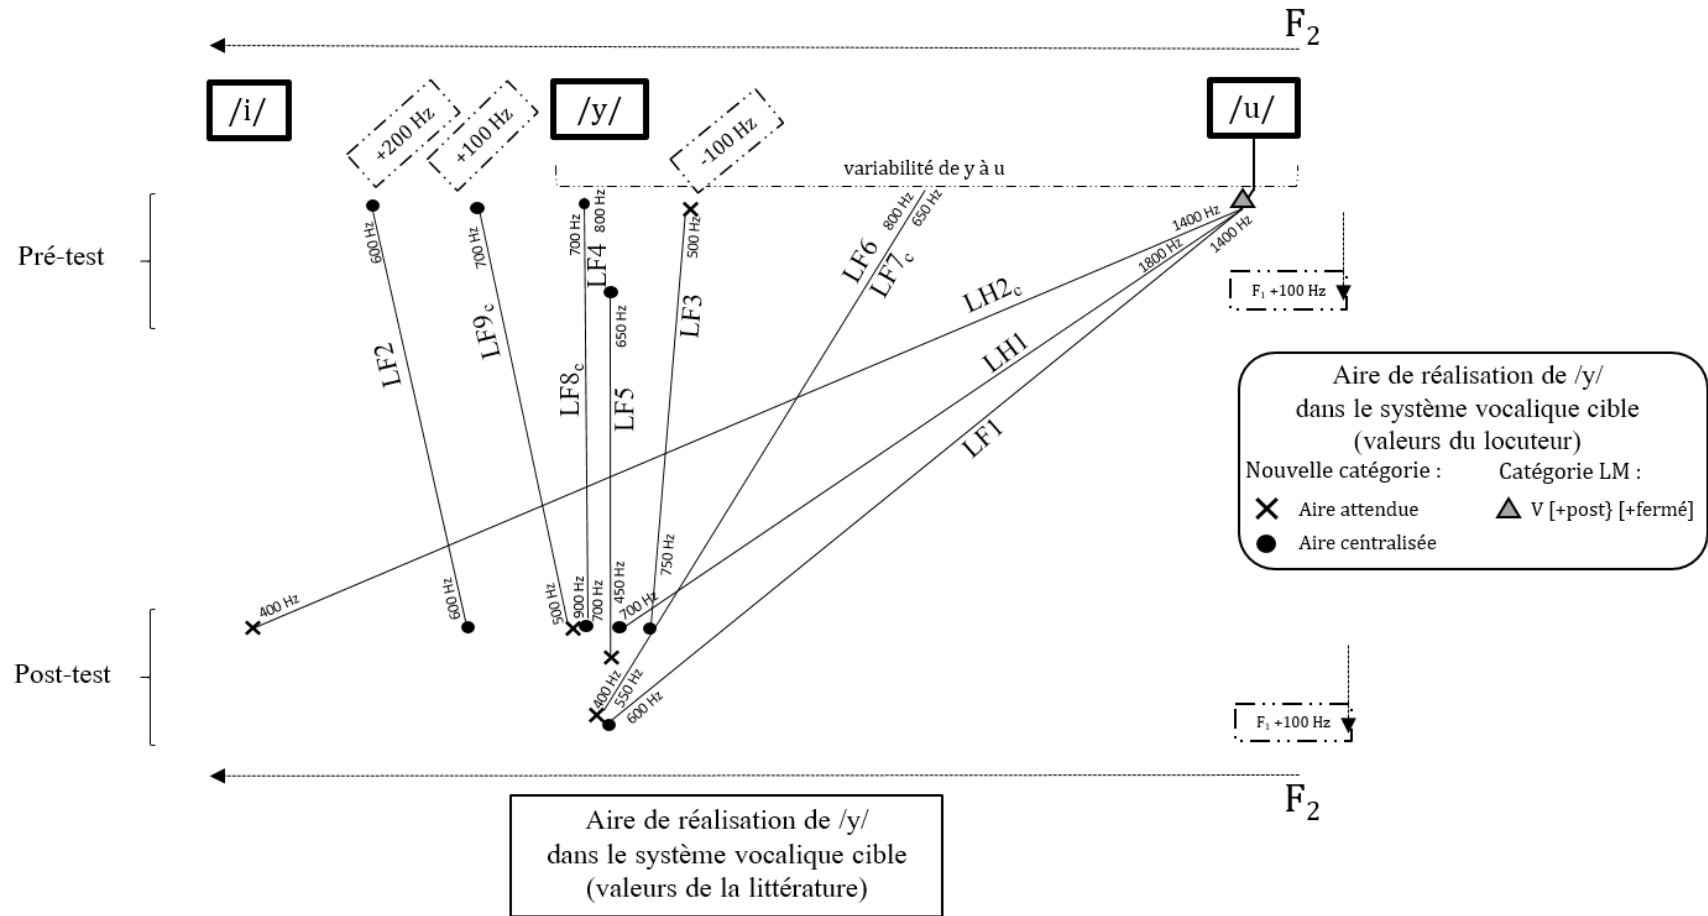 F₂
/i/
/y/
/u/
+200 Hz
+100 Hz
-100 Hz
variabilité de y à u
Pré-test
600 Hz
700 Hz
700 Hz
800 Hz
500 Hz
800 Hz
650 Hz
1400 Hz
1800 Hz
1400 Hz
650 Hz
F₁ +100 Hz
LF2
LF9c
LF4
LF8c
LF5
LF3
LF6
LF7c
LH2c
LH1
LF1
Aire de réalisation de /y/
dans le système vocalique cible
(valeurs du locuteur)
Nouvelle catégorie :
Catégorie LM :
Aire attendue
V [+post} [+fermé]
Aire centralisée
400 Hz
600 Hz
500 Hz
900 Hz
700 Hz
450 Hz
700 Hz
750 Hz
Post-test
400 Hz
550 Hz
600 Hz
F₁ +100 Hz
F₂
Aire de réalisation de /y/
dans le système vocalique cible
(valeurs de la littérature)